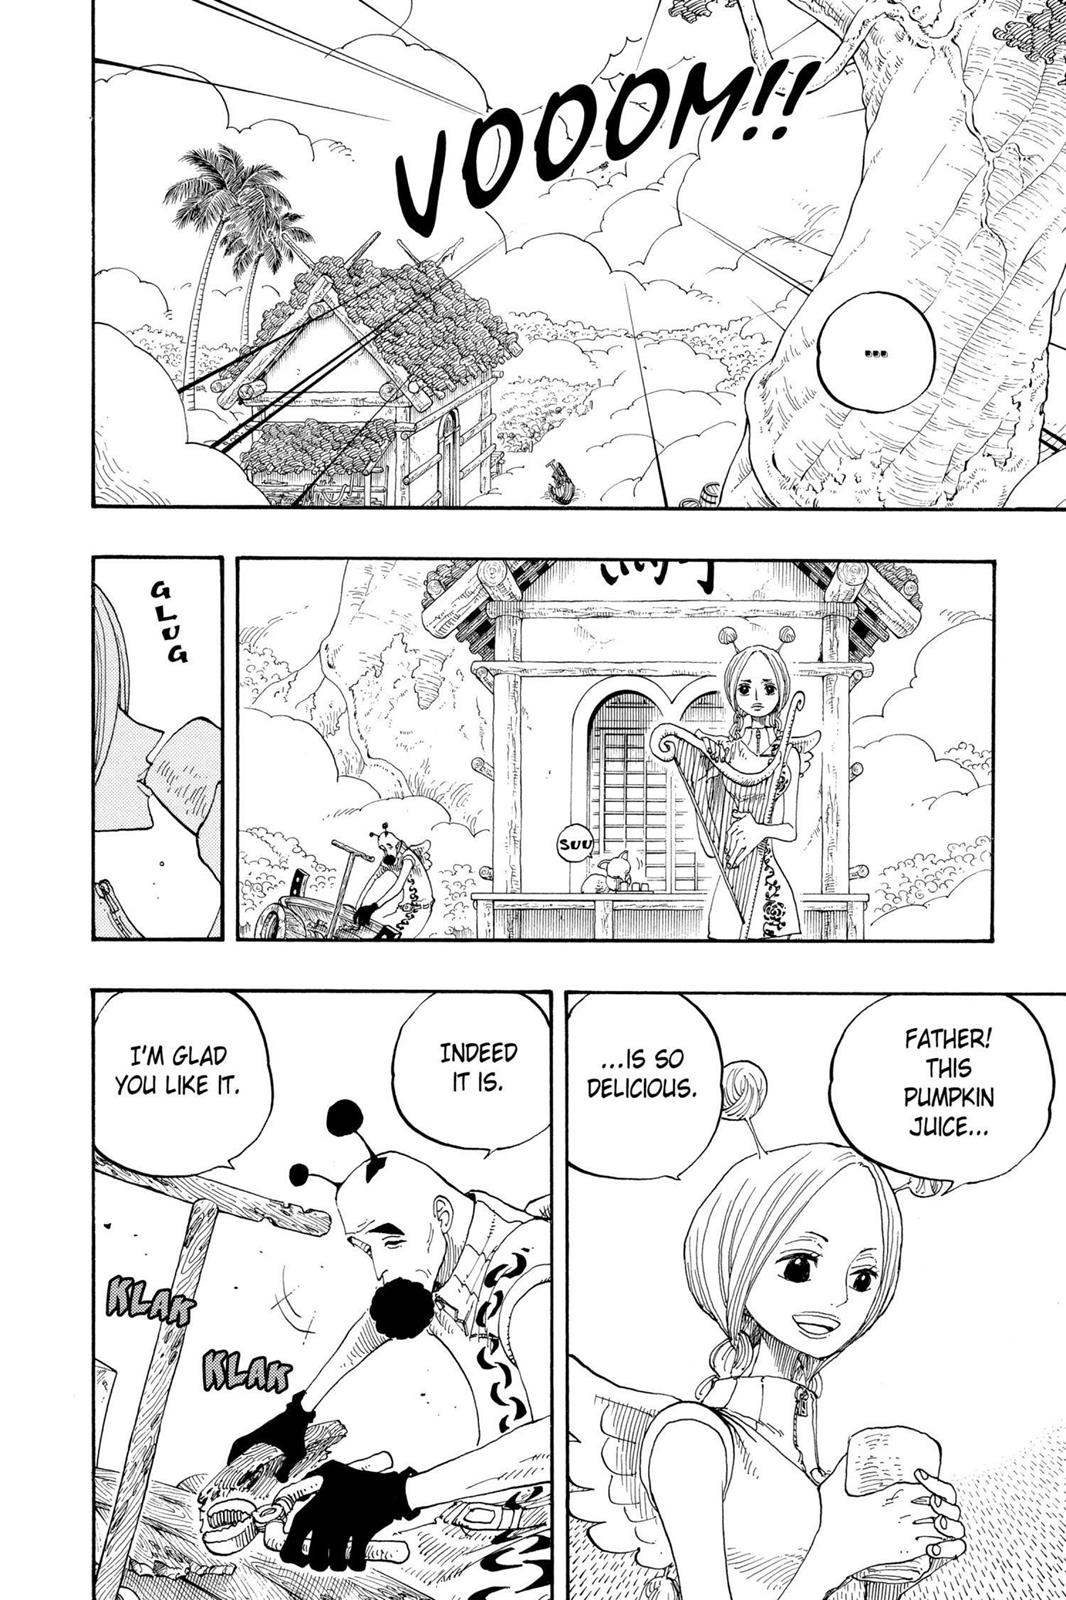 VOOOM!!
...
SUU
GLUG
FATHER!
THIS
PUMPKIN
JUICE...
...IS SO
DELICIOUS.
INDEED
IT IS.
I'M GLAD
YOU LIKE IT.
KLAK
KLAK